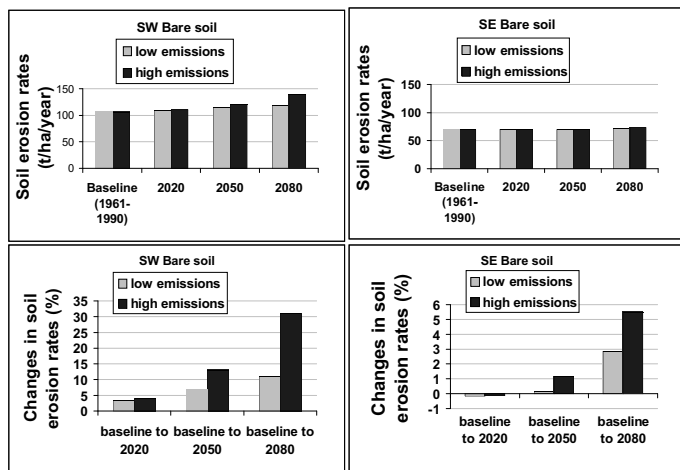 SW Bare soil
low emissions
high emissions
Soil erosion rates
(t/ha/year)
150
100
50
0
Baseline
(1961-
1990)
2020
2050
2080
SE Bare soil
low emissions
high emissions
Soil erosion rates
(t/ha/year)
150
100
50
0
Baseline
(1961-
1990)
2020
2050
2080
SW Bare soil
low emissions
high emissions
Changes in soil
erosion rates (%)
35
30
25
20
15
10
5
0
baseline to
2020
baseline to
2050
baseline to
2080
SE Bare soil
low emissions
high emissions
Changes in soil
erosion rates (%)
6
5
4
3
2
1
0
-1
baseline
to 2020
baseline
to 2050
baseline
to 2080